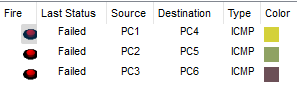 Fire Last Status Source Destination Type Color
Failed PC1 PC4 ICMP
Failed PC2 PC5 ICMP
Failed PC3 PC6 ICMP